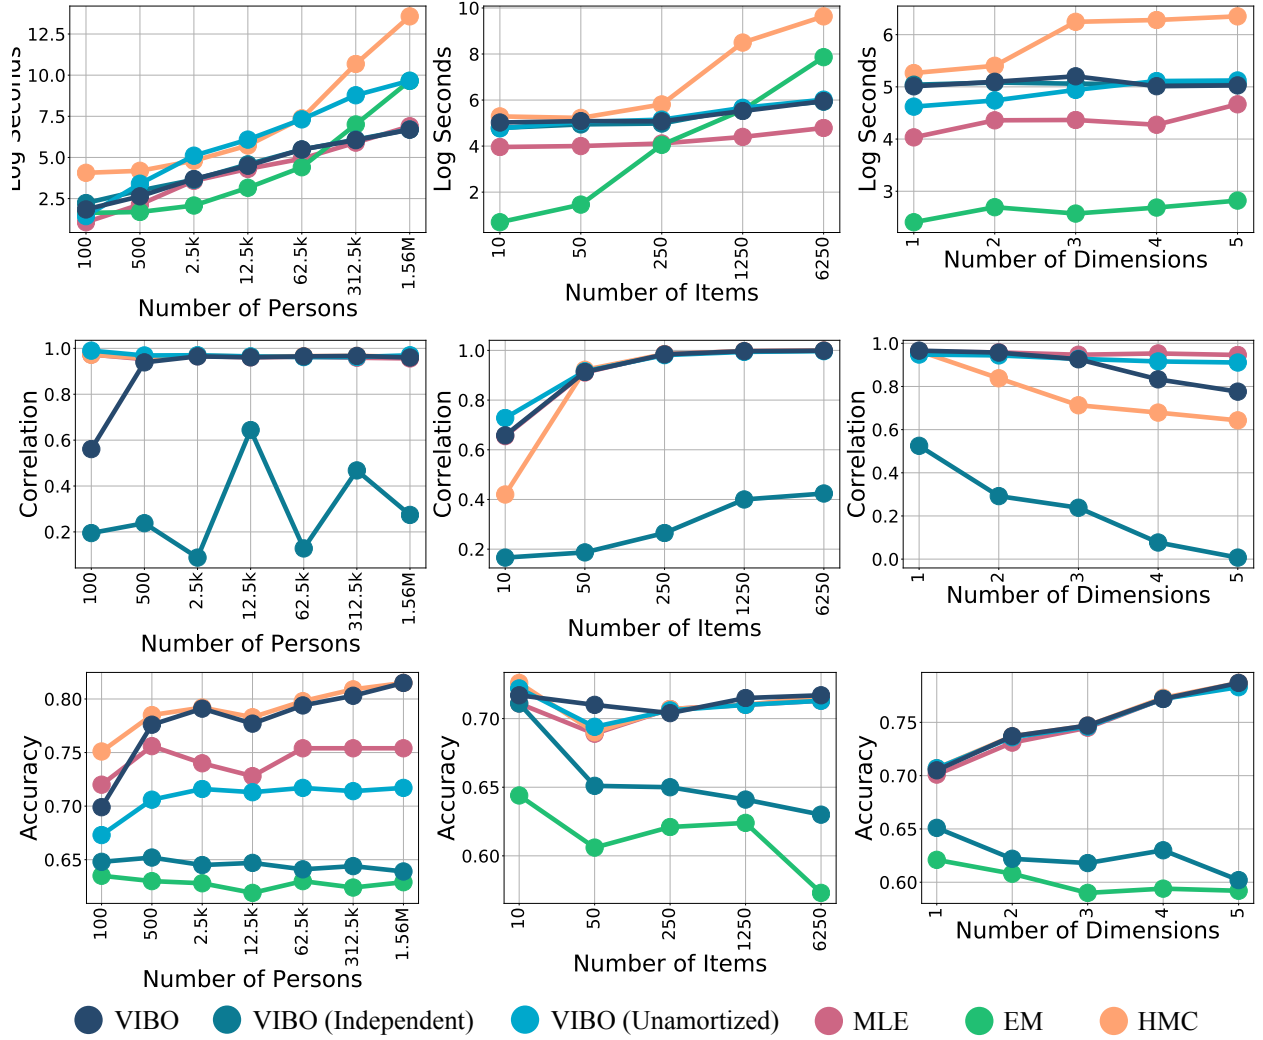 Log Seconds
12.5
10.0
7.5
5.0
2.5
100
500
2.5k
12.5k
62.5k
312.5k
1.56M
Number of Persons
Log Seconds
10
8
6
4
2
10
50
250
1250
6250
Number of Items
Log Seconds
6
5
4
3
1
2
3
4
5
Number of Dimensions
Correlation
1.0
0.8
0.6
0.4
0.2
100
500
2.5k
12.5k
62.5k
312.5k
1.56M
Number of Persons
Correlation
1.0
0.8
0.6
0.4
0.2
10
50
250
1250
6250
Number of Items
Correlation
1.0
0.8
0.6
0.4
0.2
0.0
1
2
3
4
5
Number of Dimensions
Accuracy
0.80
0.75
0.70
0.65
100
500
2.5k
12.5k
62.5k
312.5k
1.56M
Number of Persons
Accuracy
0.70
0.65
0.60
10
50
250
1250
6250
Number of Items
Accuracy
0.75
0.70
0.65
0.60
1
2
3
4
5
Number of Dimensions
VIBO
VIBO (Independent)
VIBO (Unamortized)
MLE
EM
HMC